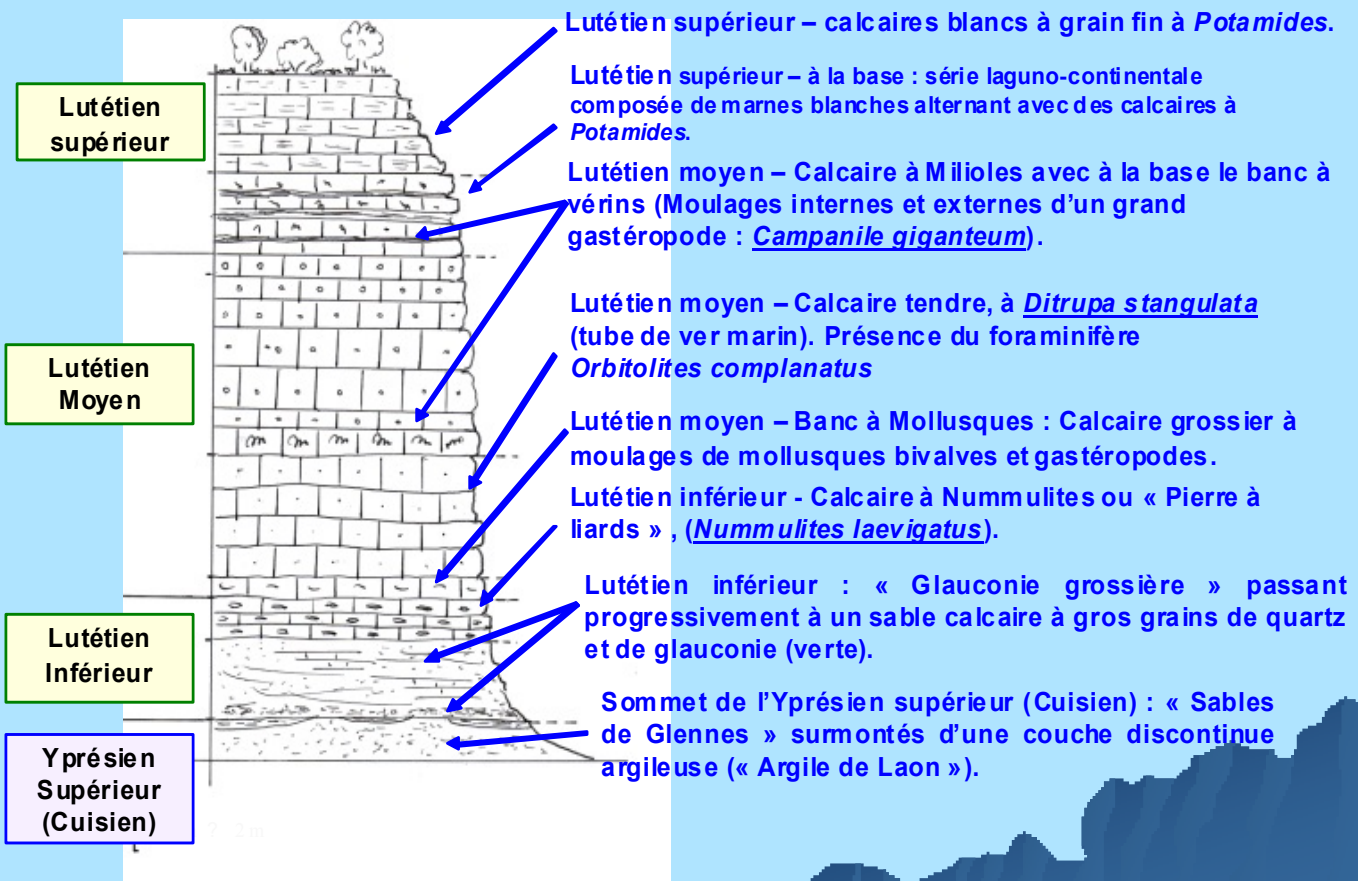 Lutétien supérieur – calcaires blancs à grain fin à Potamides.
Lutétien supérieur – à la base : série laguno-continentale
composée de marnes blanches alternant avec des calcaires à
Potamides.
Lutétien moyen – Calcaire à Milioles avec à la base le banc à
vérins (Moulages internes et externes d'un grand
gastéropode : Campanile giganteum).
Lutétien moyen – Calcaire tendre, à Ditrupa stangulata
(tube de ver marin). Présence du foraminifère
Orbitolites complanatus
Lutétien moyen – Banc à Mollusques : Calcaire grossier à
moulages de mollusques bivalves et gastéropodes.
Lutétien inférieur - Calcaire à Nummulites ou « Pierre à
liards » , (Nummulites laevigatus).
Lutétien inférieur : « Glauconie grossière » passant
progressivement à un sable calcaire à gros grains de quartz
et de glauconie (verte).
Sommet de l'Yprésien supérieur (Cuisien) : « Sables
de Glennes » surmontés d'une couche discontinue
argileuse (« Argile de Laon »).
Lutétien
supérieur
Lutétien
Moyen
Lutétien
Inférieur
Yprésien
Supérieur
(Cuisien)
? 2 m